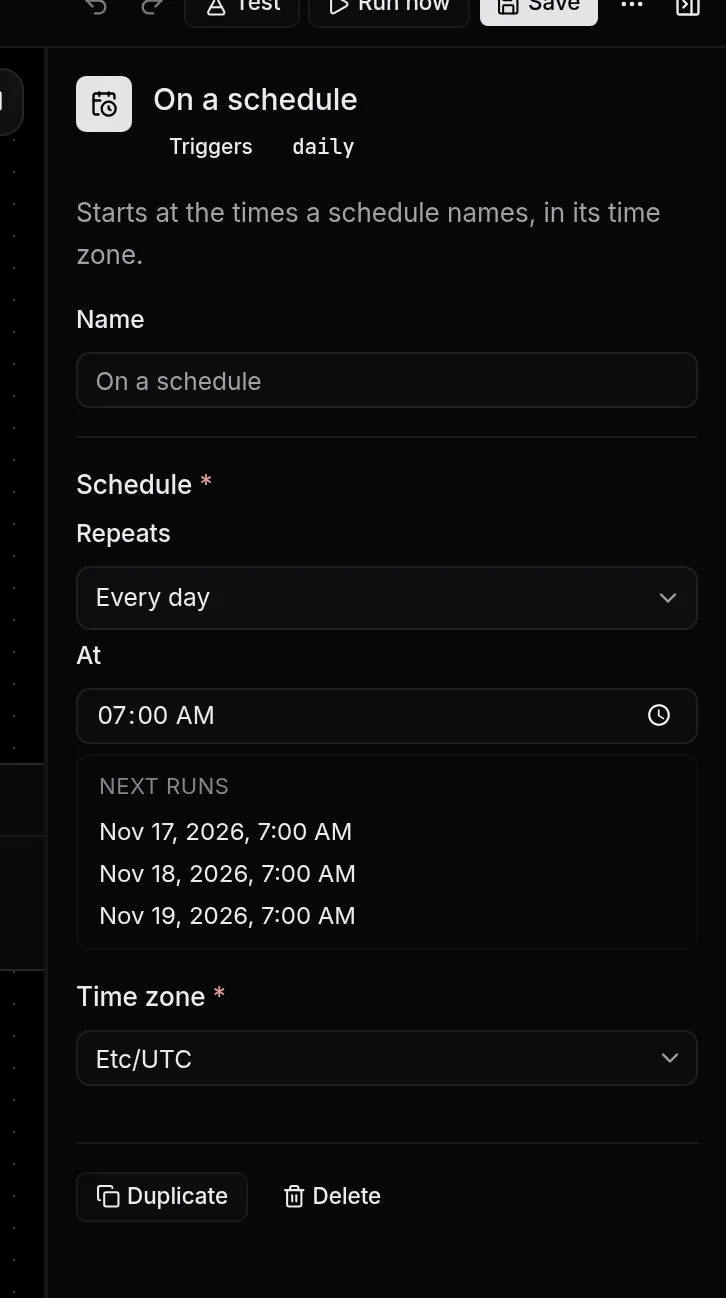 Test
Run now
Save
On a schedule
Triggers
daily
Starts at the times a schedule names, in its time
zone.
Name
On a schedule
Schedule *
Repeats
Every day
At
07:00 AM
NEXT RUNS
Nov 17, 2026, 7:00 AM
Nov 18, 2026, 7:00 AM
Nov 19, 2026, 7:00 AM
Time zone *
Etc/UTC
Duplicate
Delete